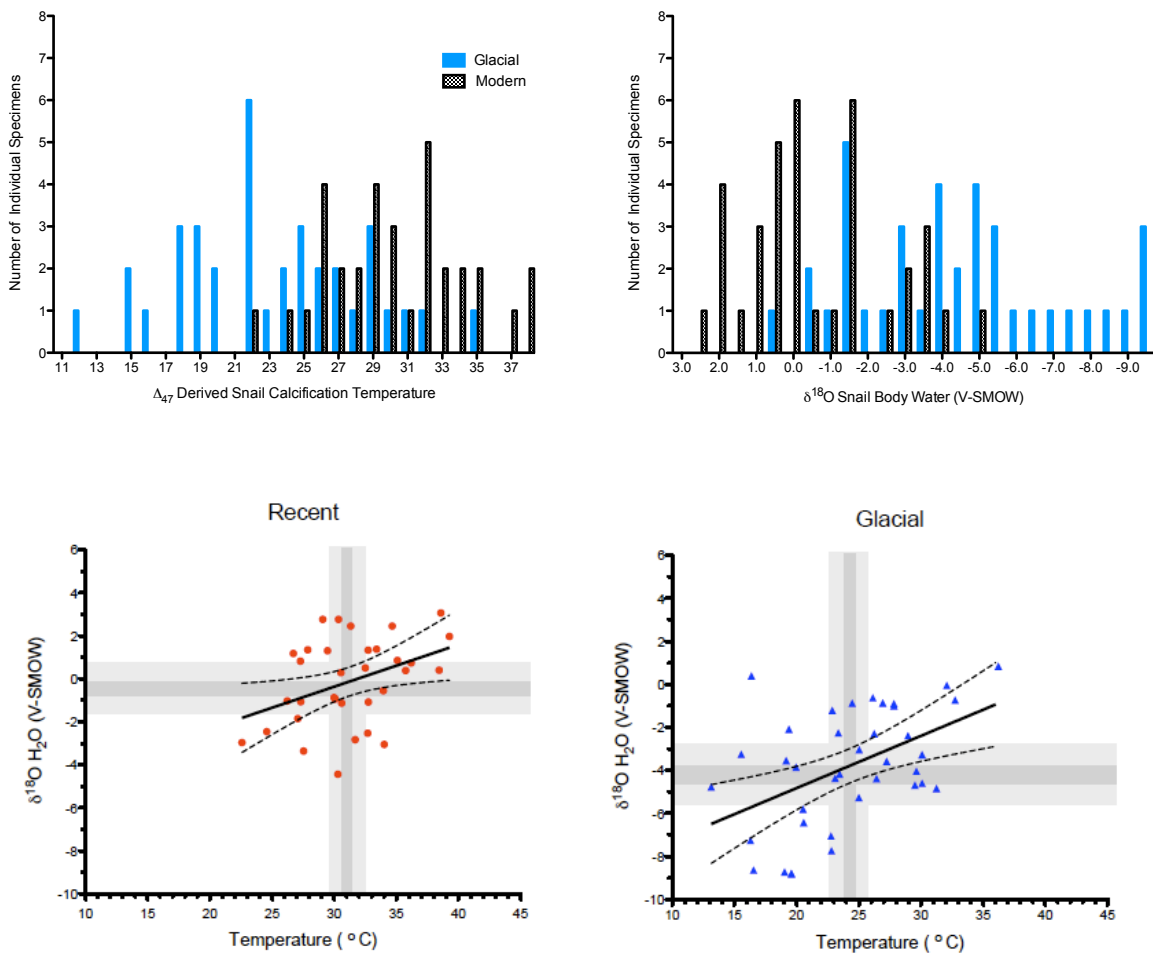 8
7
6
5
4
3
2
1
0
Number of Individual Specimens
Glacial
Modern
11 13 15 17 19 21 23 25 27 29 31 33 35 37
Δ47 Derived Snail Calcification Temperature
8
7
6
5
4
3
2
1
0
Number of Individual Specimens
3.0 2.0 1.0 0.0 -1.0 -2.0 -3.0 -4.0 -5.0 -6.0 -7.0 -8.0 -9.0
δ18O Snail Body Water (V-SMOW)
Recent
6
4
2
0
-2
-4
-6
-8
-10
δ18O H2O (V-SMOW)
10 15 20 25 30 35 40 45
Temperature ( °C)
Glacial
6
4
2
0
-2
-4
-6
-8
-10
δ18O H2O (V-SMOW)
10 15 20 25 30 35 40 45
Temperature ( °C)